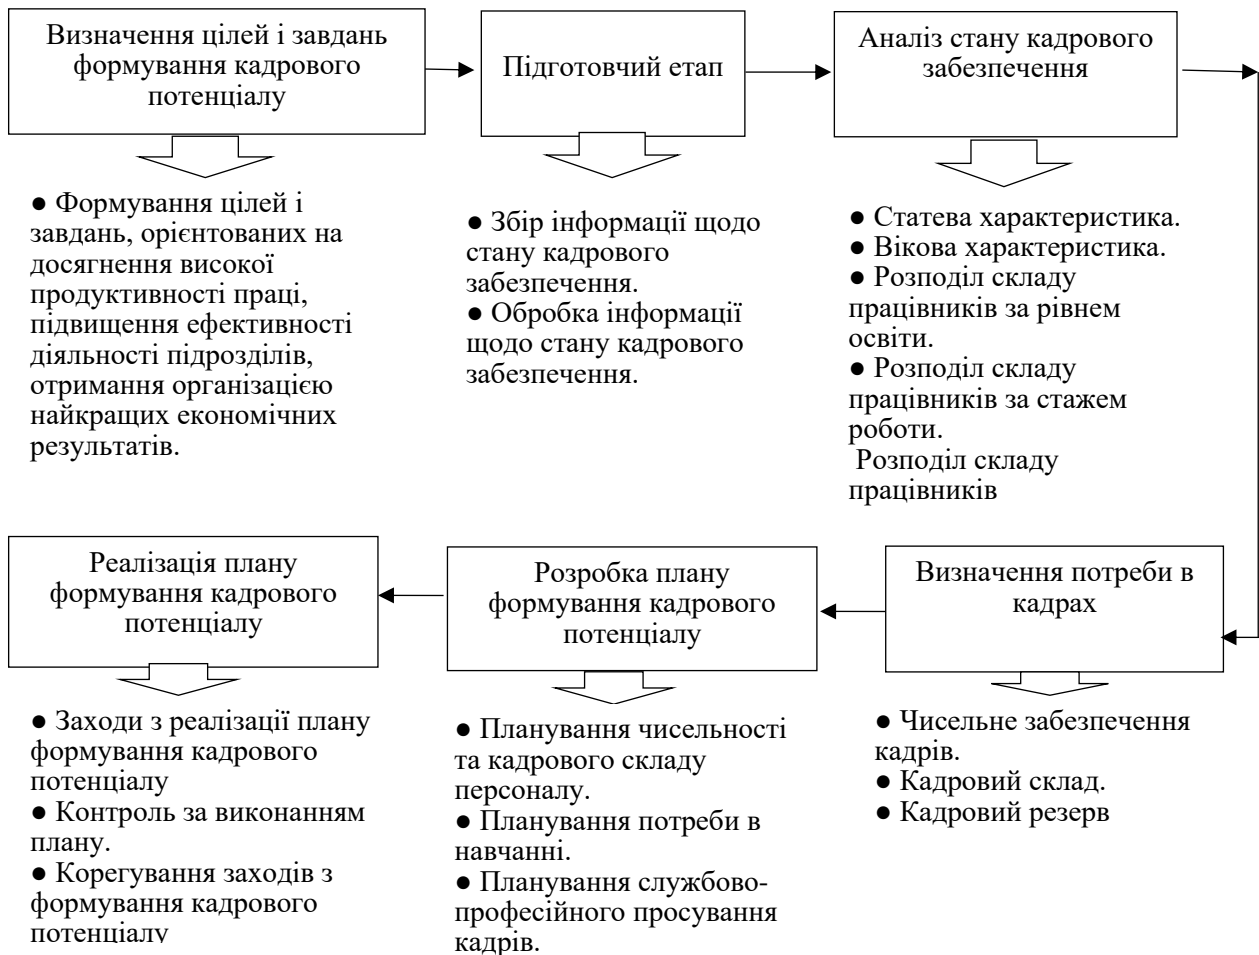 Визначення цілей і завдань
формування кадрового
потенціалу
Підготовчий етап
Аналіз стану кадрового
забезпечення
● Формування цілей і
завдань, орієнтованих на
досягнення високої
продуктивності праці,
підвищення ефективності
діяльності підрозділів,
отримання організацією
найкращих економічних
результатів.
● Збір інформації щодо
стану кадрового
забезпечення.
● Обробка інформації
щодо стану кадрового
забезпечення.
● Статева характеристика.
● Вікова характеристика.
● Розподіл складу
працівників за рівнем
освіти.
● Розподіл складу
працівників за стажем
роботи.
Розподіл складу
працівників
Визначення потреби в
кадрах
Розробка плану
формування кадрового
потенціалу
Реалізація плану
формування кадрового
потенціалу
● Чисельне забезпечення
кадрів.
● Кадровий склад.
● Кадровий резерв
● Планування чисельності
та кадрового складу
персоналу.
● Планування потреби в
навчанні.
● Планування службово-
професійного просування
кадрів.
● Заходи з реалізації плану
формування кадрового
потенціалу
● Контроль за виконанням
плану.
● Корегування заходів з
формування кадрового
потенціалу